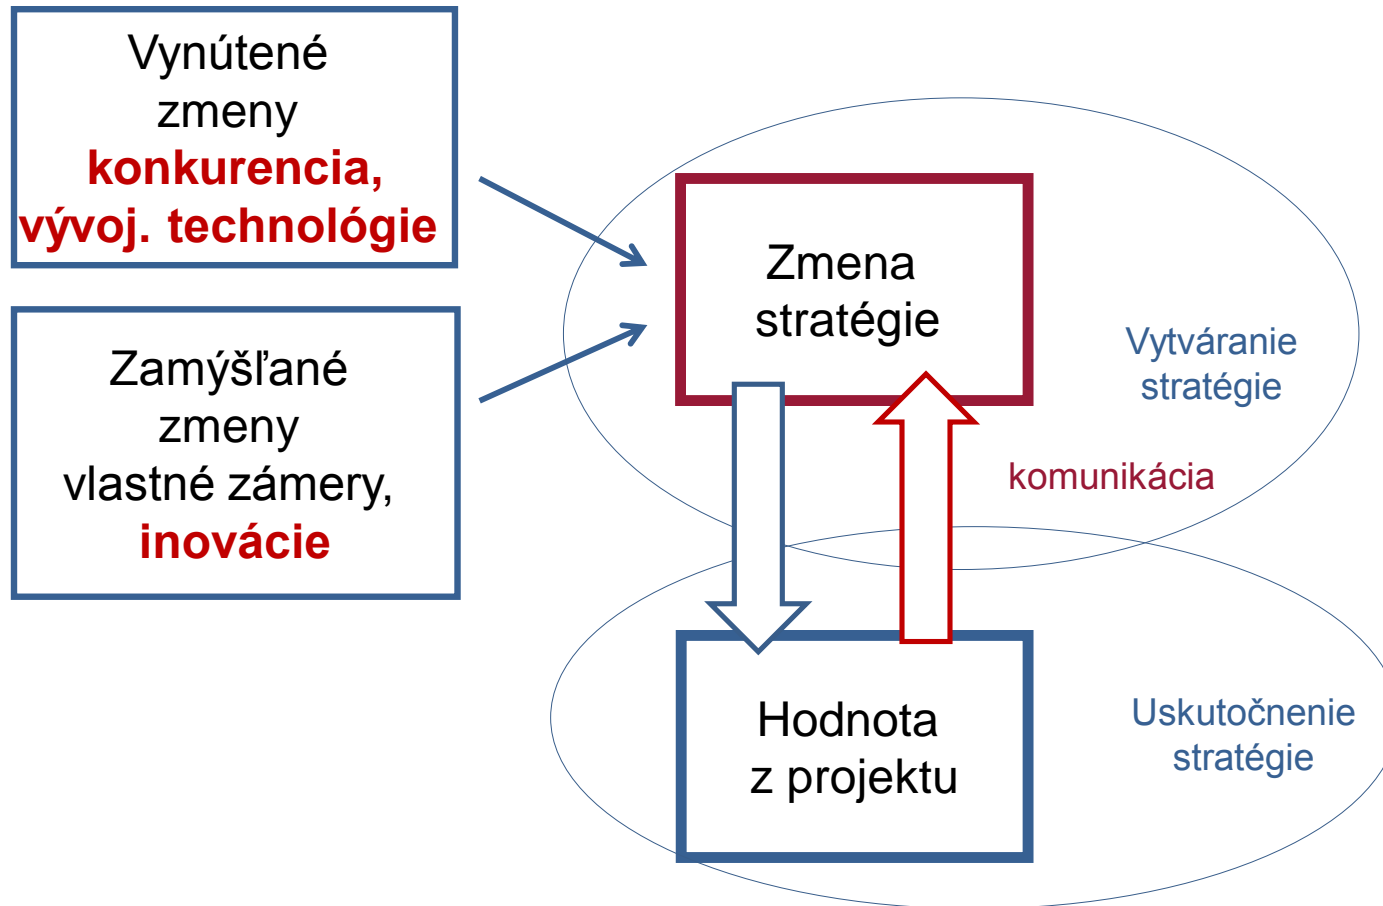 Vynútené
zmeny
konkurencia,
vývoj. technológie
Zamýšľané
zmeny
vlastné zámery,
inovácie
Zmena
stratégie
Vytváranie
stratégie
komunikácia
Hodnota
z projektu
Uskutočnenie
stratégie